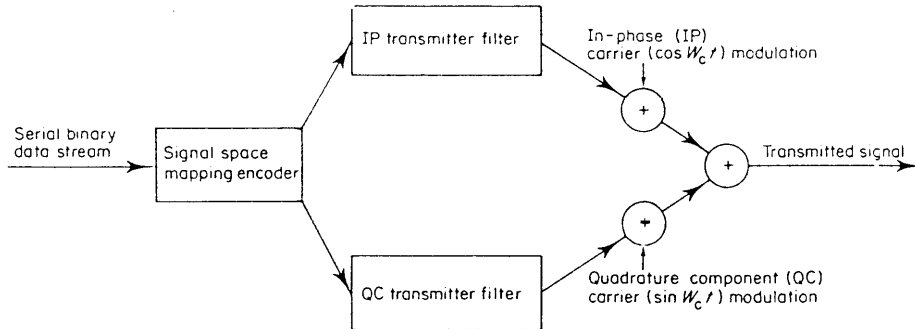 IP transmitter filter
In-phase (IP)
carrier (cos W_c t) modulation
+
Serial binary
data stream
Signal space
mapping encoder
+
Transmitted signal
+
QC transmitter filter
Quadrature component (QC)
carrier (sin W_c t) modulation